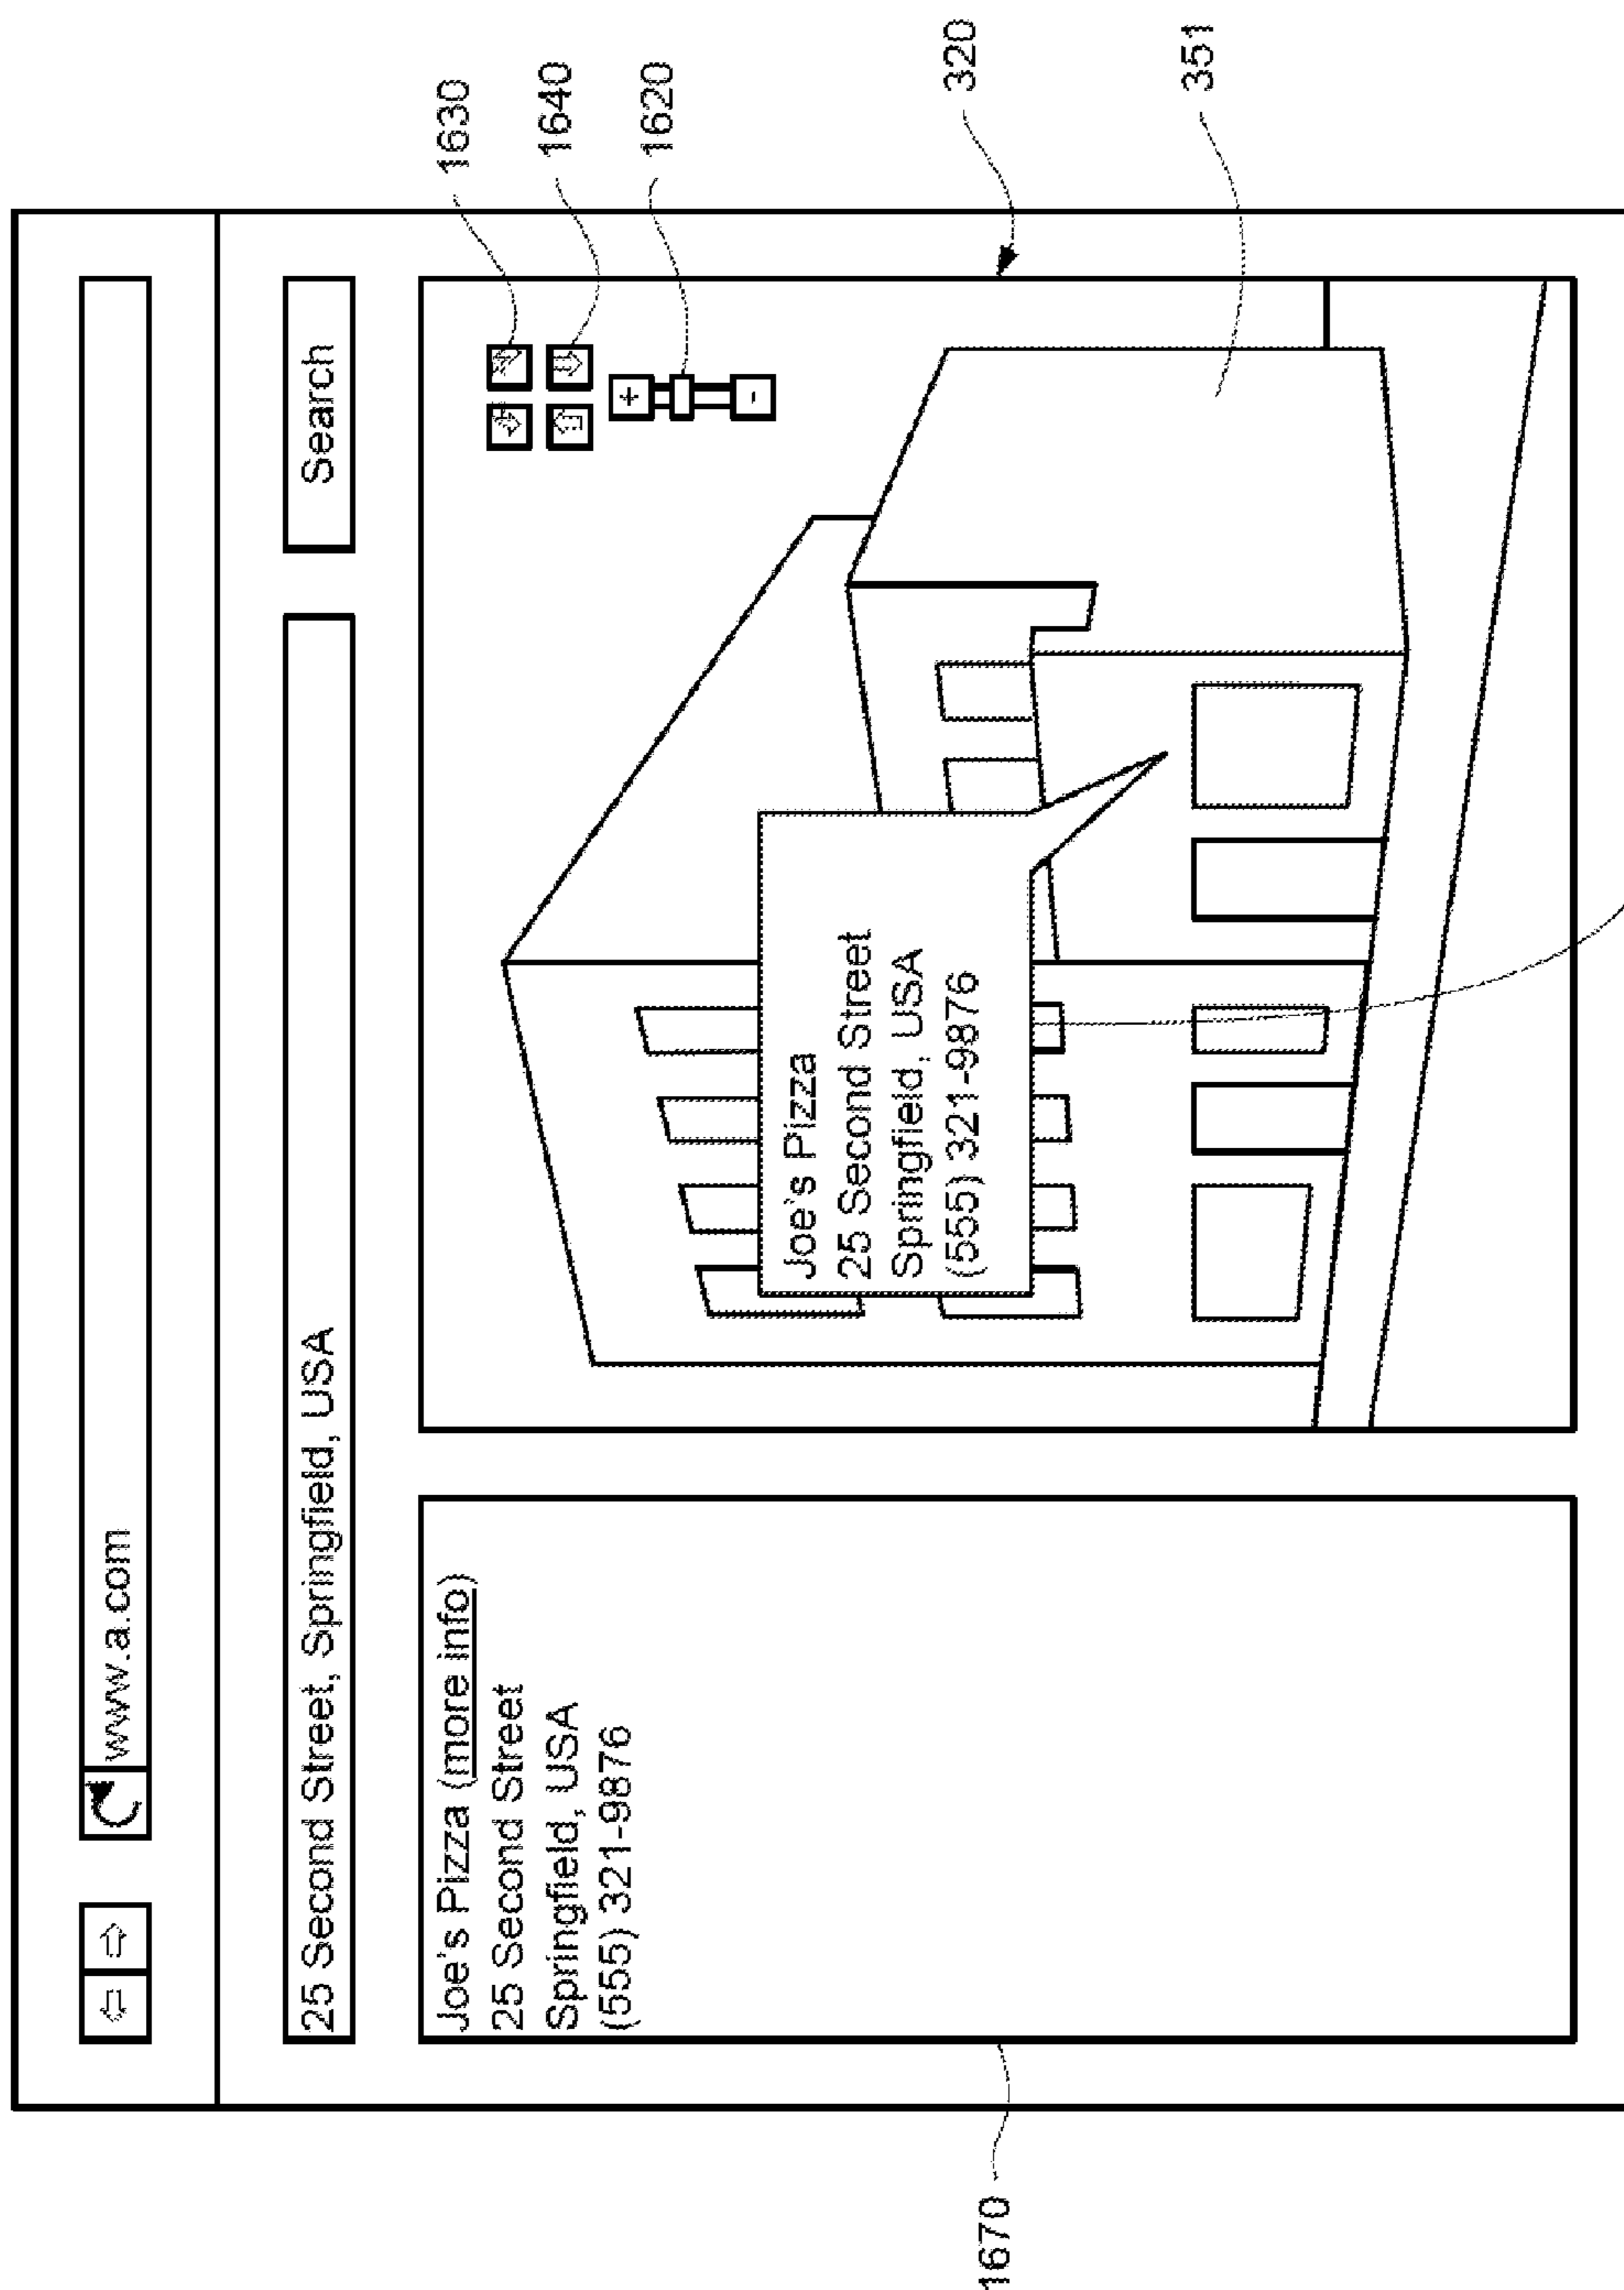 www.a.com
25 Second Street, Springfield, USA
Search
Joe's Pizza (more info)
25 Second Street
Springfield, USA
(555) 321-9876
+
-
Joe's Pizza
25 Second Street
Springfield, USA
(555) 321-9876
1630
1640
1620
320
351
1670